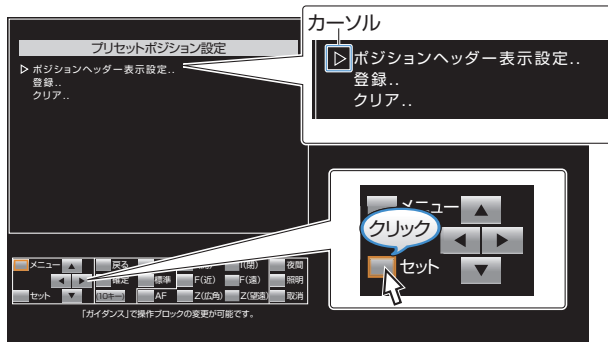 カーソル
プリセットポジション設定
ポジションヘッダー表示設定..
登録..
クリア..
ポジションヘッダー表示設定..
登録..
クリア..
メニュー
クリック
セット
メニュー 戻る I(閉) 夜間
確定 標準 F(近) F(遠) 照明
セット (10キー) AF Z(広角) Z(望遠) 取消
「ガイダンス」で操作ブロックの変更が可能です。